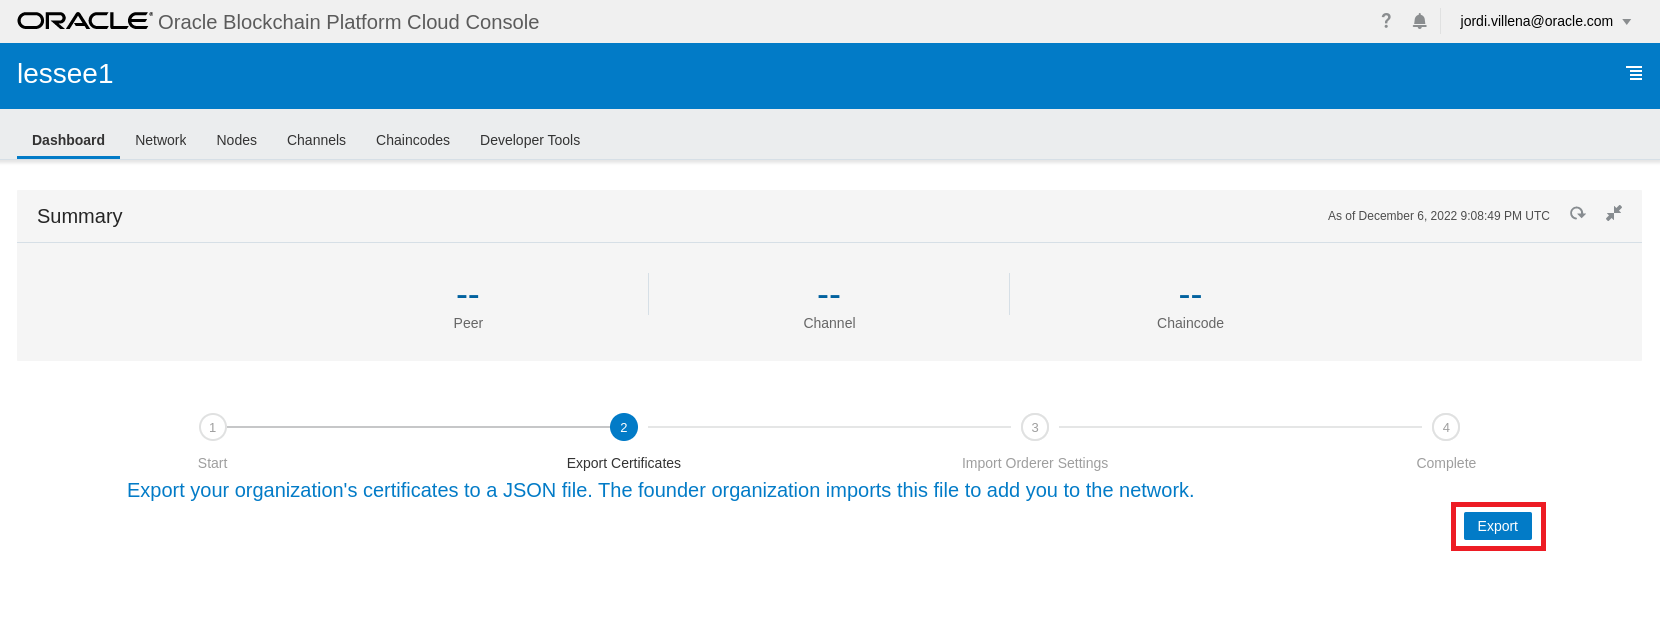 ORACLE® Oracle Blockchain Platform Cloud Console ? jordi.villena@oracle.com
lessee1
Dashboard Network Nodes Channels Chaincodes Developer Tools
Summary As of December 6, 2022 9:08:49 PM UTC
-- -- --
Peer Channel Chaincode
1 2 3 4
Start Export Certificates Import Orderer Settings Complete
Export your organization's certificates to a JSON file. The founder organization imports this file to add you to the network.
Export